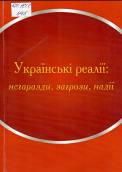 Українські реалії:
негаразди, загрози, надії